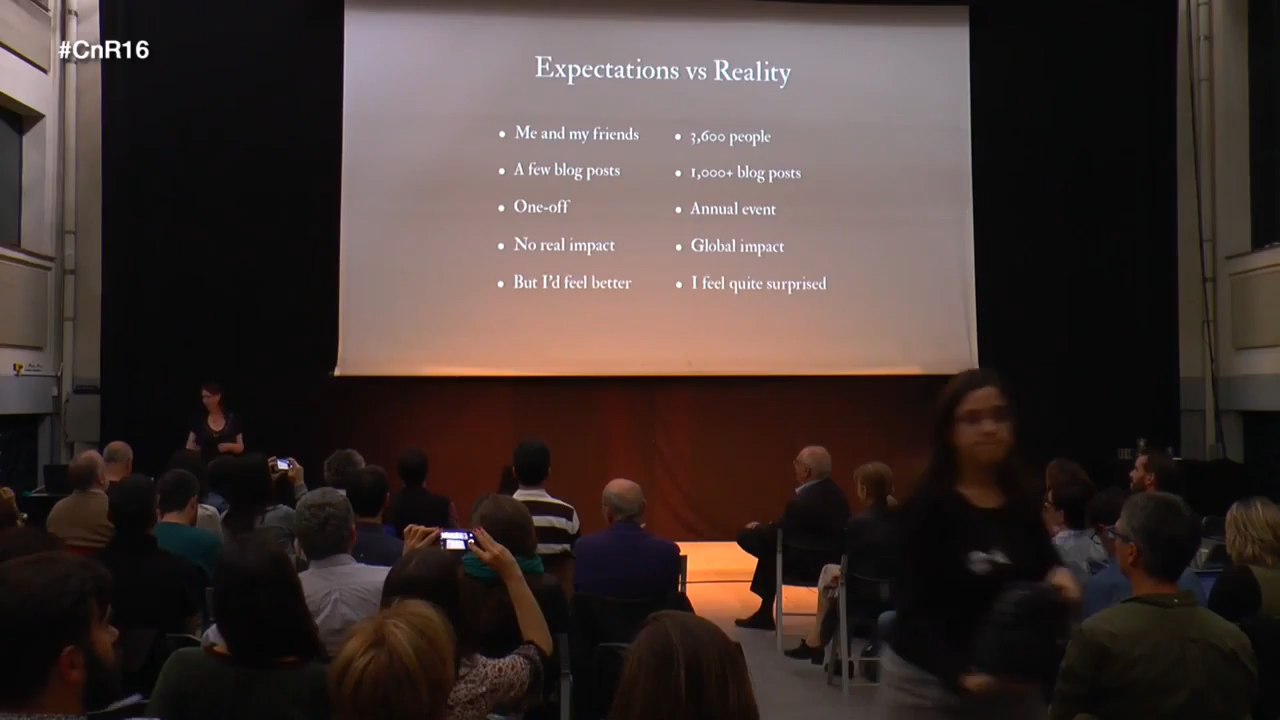 #CnR16
Expectations vs Reality
• Me and my friends
• A few blog posts
• One-off
• No real impact
• But I'd feel better
• 3,600 people
• 1,000+ blog posts
• Annual event
• Global impact
• I feel quite surprised